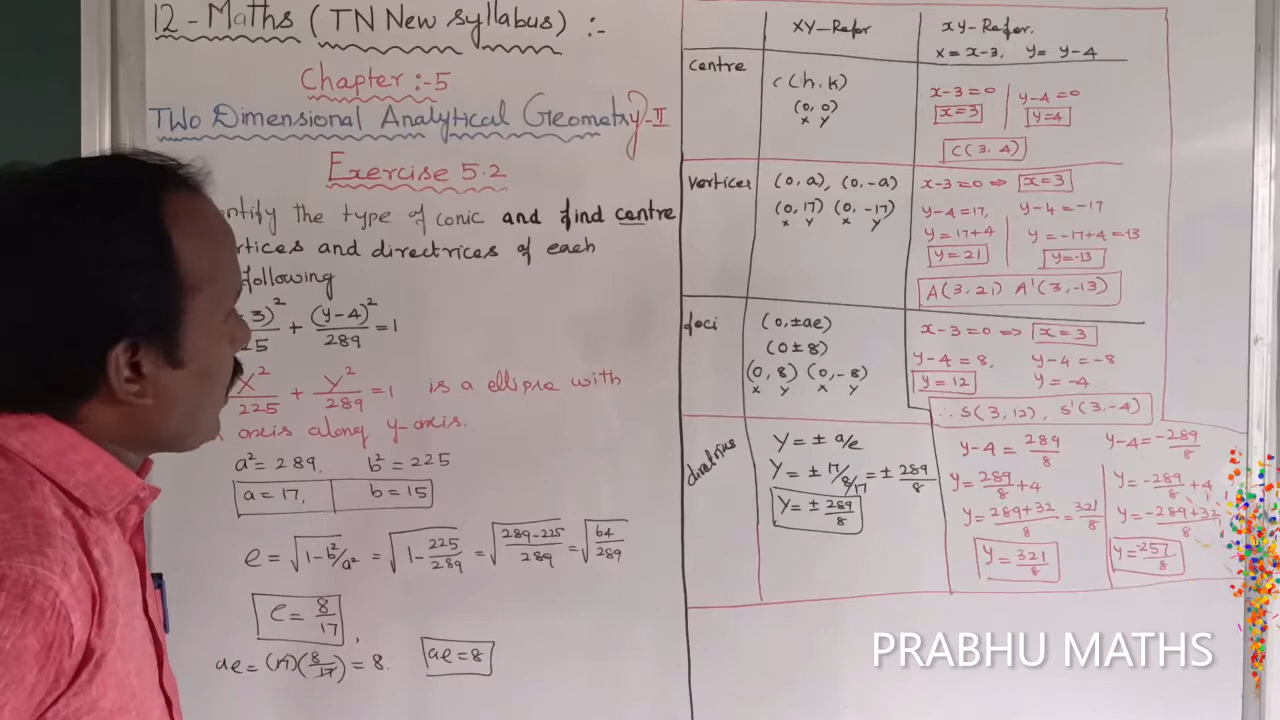 12-Maths (TN New syllabus) :-
Chapter :-5
TWO Dimensional Analytical Geometry-II
Exercise 5.2
ntify the type of conic and find centre
rtices and directrices of each
following
3)²/25 + (y-4)²/289 = 1
X²/225 + Y²/289 = 1 is a ellipse with
axis along y-axis.
a² = 289, b² = 225
a = 17, b = 15
e = √(1-b²/a²) = √(1-225/289) = √((289-225)/289) = √(64/289)
e = 8/17,
ae = (17)(8/17) = 8. ae = 8
XY-Refer
xy-Refer.
x = x-3, y = y-4
centre
C(h, k)
(0, 0)
x y
x-3=0 y-4=0
x=3 y=4
C(3, 4)
vertices
(0, a), (0, -a)
(0, 17) (0, -17)
x y x y
x-3=0 ⇒ x=3
y-4=17, y-4=-17
y=17+4 y=-17+4=-13
y=21 y=-13
A(3, 21) A'(3, -13)
foci
(0, ±ae)
(0 ± 8)
(0, 8) (0, -8)
x y x y
x-3=0 ⇒ x=3
y-4=8, y-4=-8
y=12 y=-4
∴ S(3, 12), S'(3, -4)
Y = ± a/e
Y = ± 17/8/17 = ± 289/8
Y = ± 289/8
y-4 = 289/8 y-4 = -289/8
y = 289/8 + 4 y = -289/8 + 4
y = (289+32)/8 = 321/8 y = (-289+32)/8
y = 321/8 y = -257/8
PRABHU MATHS